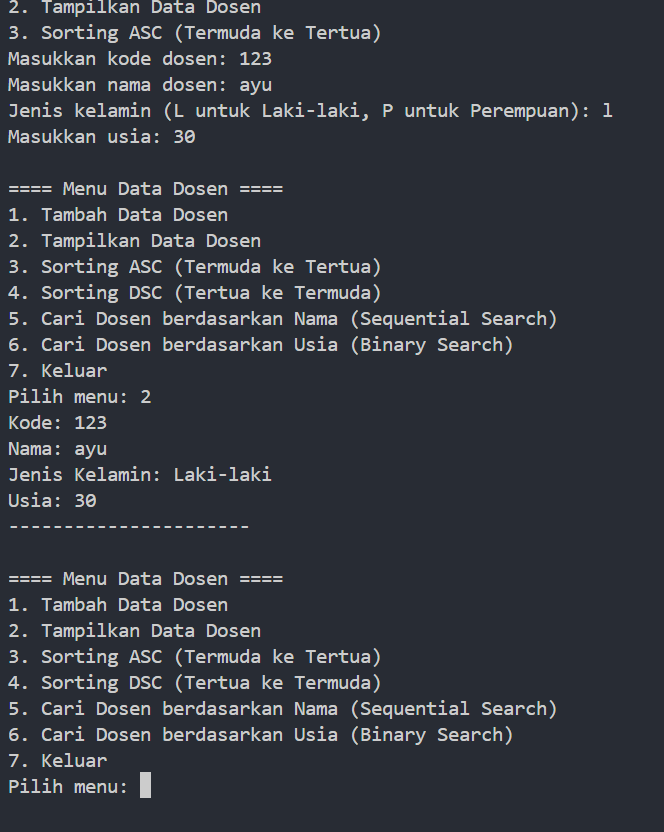 2. Tampilkan Data Dosen
3. Sorting ASC (Termuda ke Tertua)
Masukkan kode dosen: 123
Masukkan nama dosen: ayu
Jenis kelamin (L untuk Laki-laki, P untuk Perempuan): l
Masukkan usia: 30
==== Menu Data Dosen ====
1. Tambah Data Dosen
2. Tampilkan Data Dosen
3. Sorting ASC (Termuda ke Tertua)
4. Sorting DSC (Tertua ke Termuda)
5. Cari Dosen berdasarkan Nama (Sequential Search)
6. Cari Dosen berdasarkan Usia (Binary Search)
7. Keluar
Pilih menu: 2
Kode: 123
Nama: ayu
Jenis Kelamin: Laki-laki
Usia: 30
----------------------
==== Menu Data Dosen ====
1. Tambah Data Dosen
2. Tampilkan Data Dosen
3. Sorting ASC (Termuda ke Tertua)
4. Sorting DSC (Tertua ke Termuda)
5. Cari Dosen berdasarkan Nama (Sequential Search)
6. Cari Dosen berdasarkan Usia (Binary Search)
7. Keluar
Pilih menu: